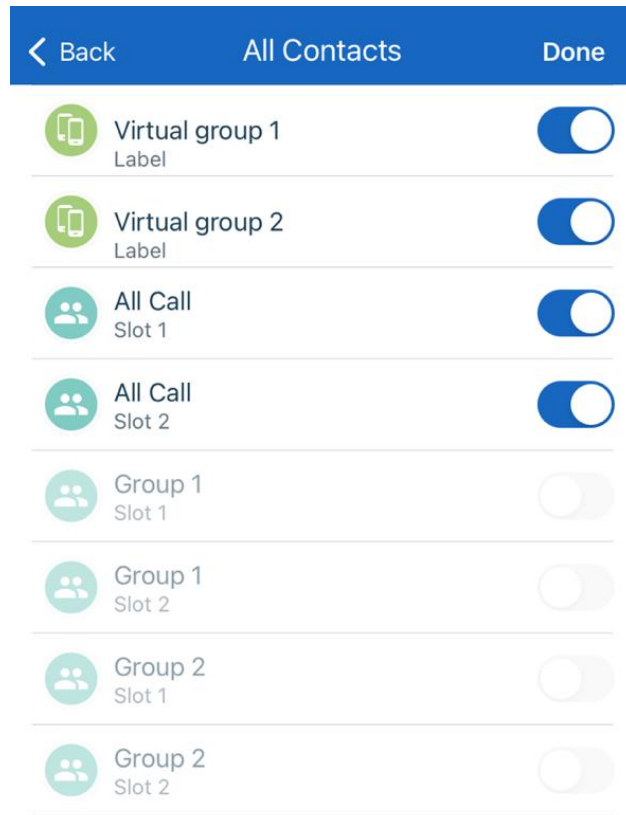 Back All Contacts Done
Virtual group 1
Label
Virtual group 2
Label
All Call
Slot 1
All Call
Slot 2
Group 1
Slot 1
Group 1
Slot 2
Group 2
Slot 1
Group 2
Slot 2